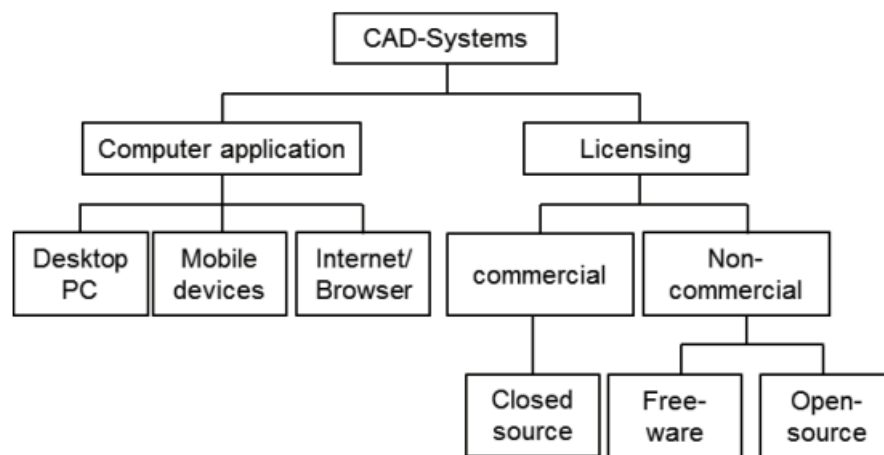 CAD-Systems
Computer application
Licensing
Desktop
PC
Mobile
devices
Internet/
Browser
commercial
Non-
commercial
Closed
source
Free-
ware
Open-
source